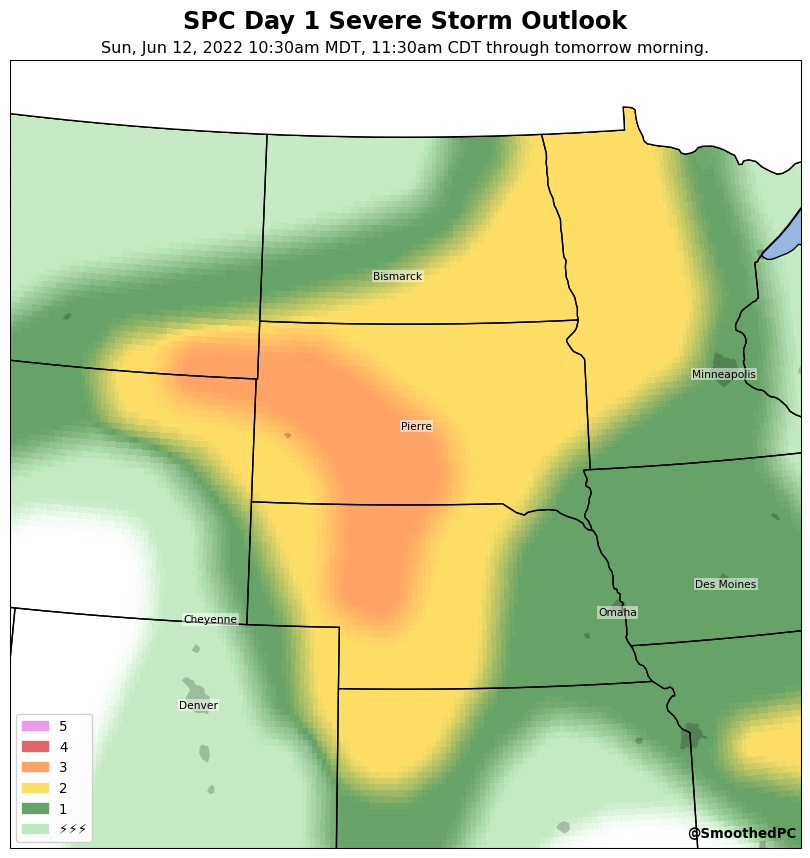 SPC Day 1 Severe Storm Outlook
Sun, Jun 12, 2022 10:30am MDT, 11:30am CDT through tomorrow morning.
Bismarck
Minneapolis
Pierre
Des Moines
Omaha
Cheyenne
Denver
5
4
3
2
1
⚡⚡⚡
@SmoothedPC